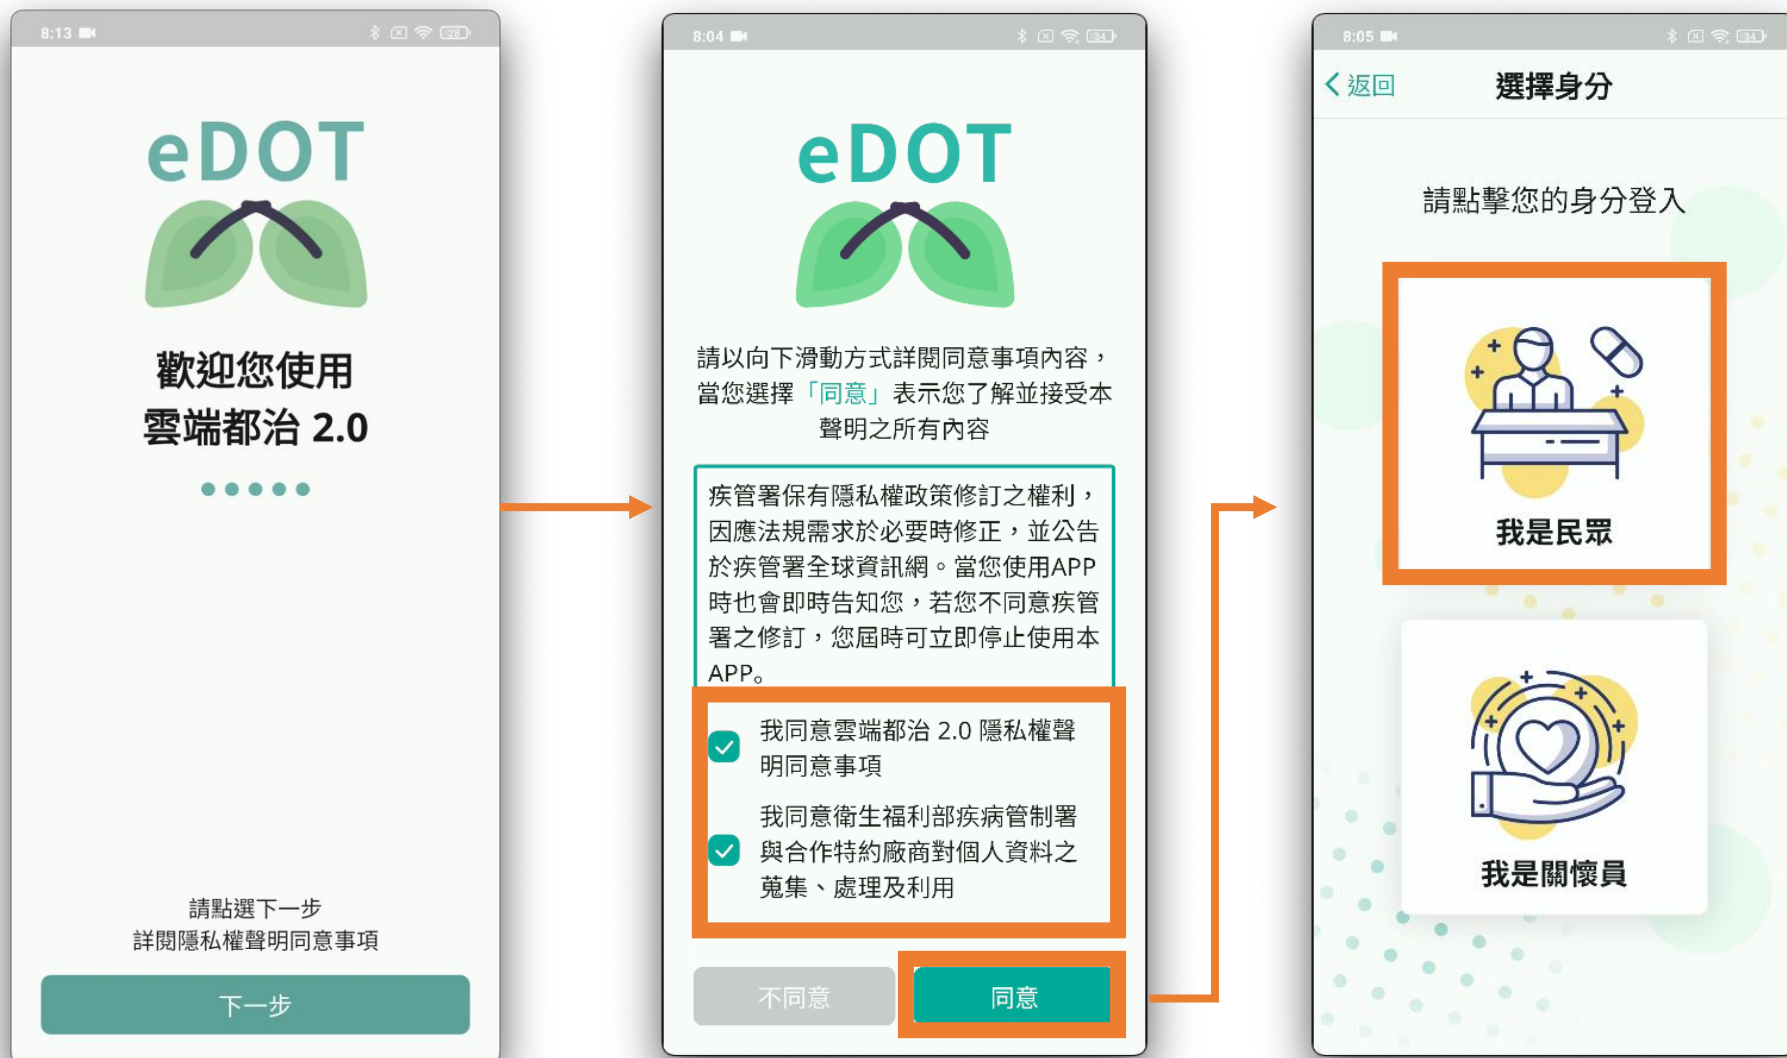 8:13
28
eDOT
歡迎您使用
雲端都治 2.0
請點選下一步
詳閱隱私權聲明同意事項
下一步
8:04
34
eDOT
請以向下滑動方式詳閱同意事項內容，
當您選擇「同意」表示您了解並接受本
聲明之所有內容
疾管署保有隱私權政策修訂之權利，
因應法規需求於必要時修正，並公告
於疾管署全球資訊網。當您使用APP
時也會即時告知您，若您不同意疾管
署之修訂，您屆時可立即停止使用本
APP。
我同意雲端都治 2.0 隱私權聲
明同意事項
我同意衛生福利部疾病管制署
與合作特約廠商對個人資料之
蒐集、處理及利用
不同意
同意
8:05
34
返回
選擇身分
請點擊您的身分登入
我是民眾
我是關懷員